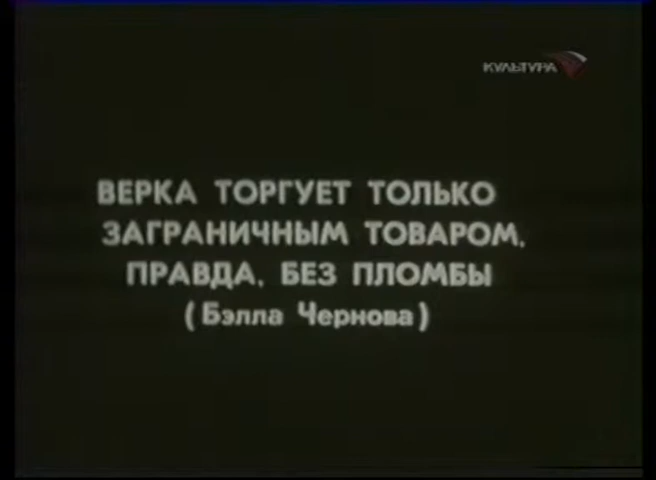 КУЛЬТУРА
ВЕРКА ТОРГУЕТ ТОЛЬКО
ЗАГРАНИЧНЫМ ТОВАРОМ,
ПРАВДА, БЕЗ ПЛОМБЫ
(Бэлла Чернова)